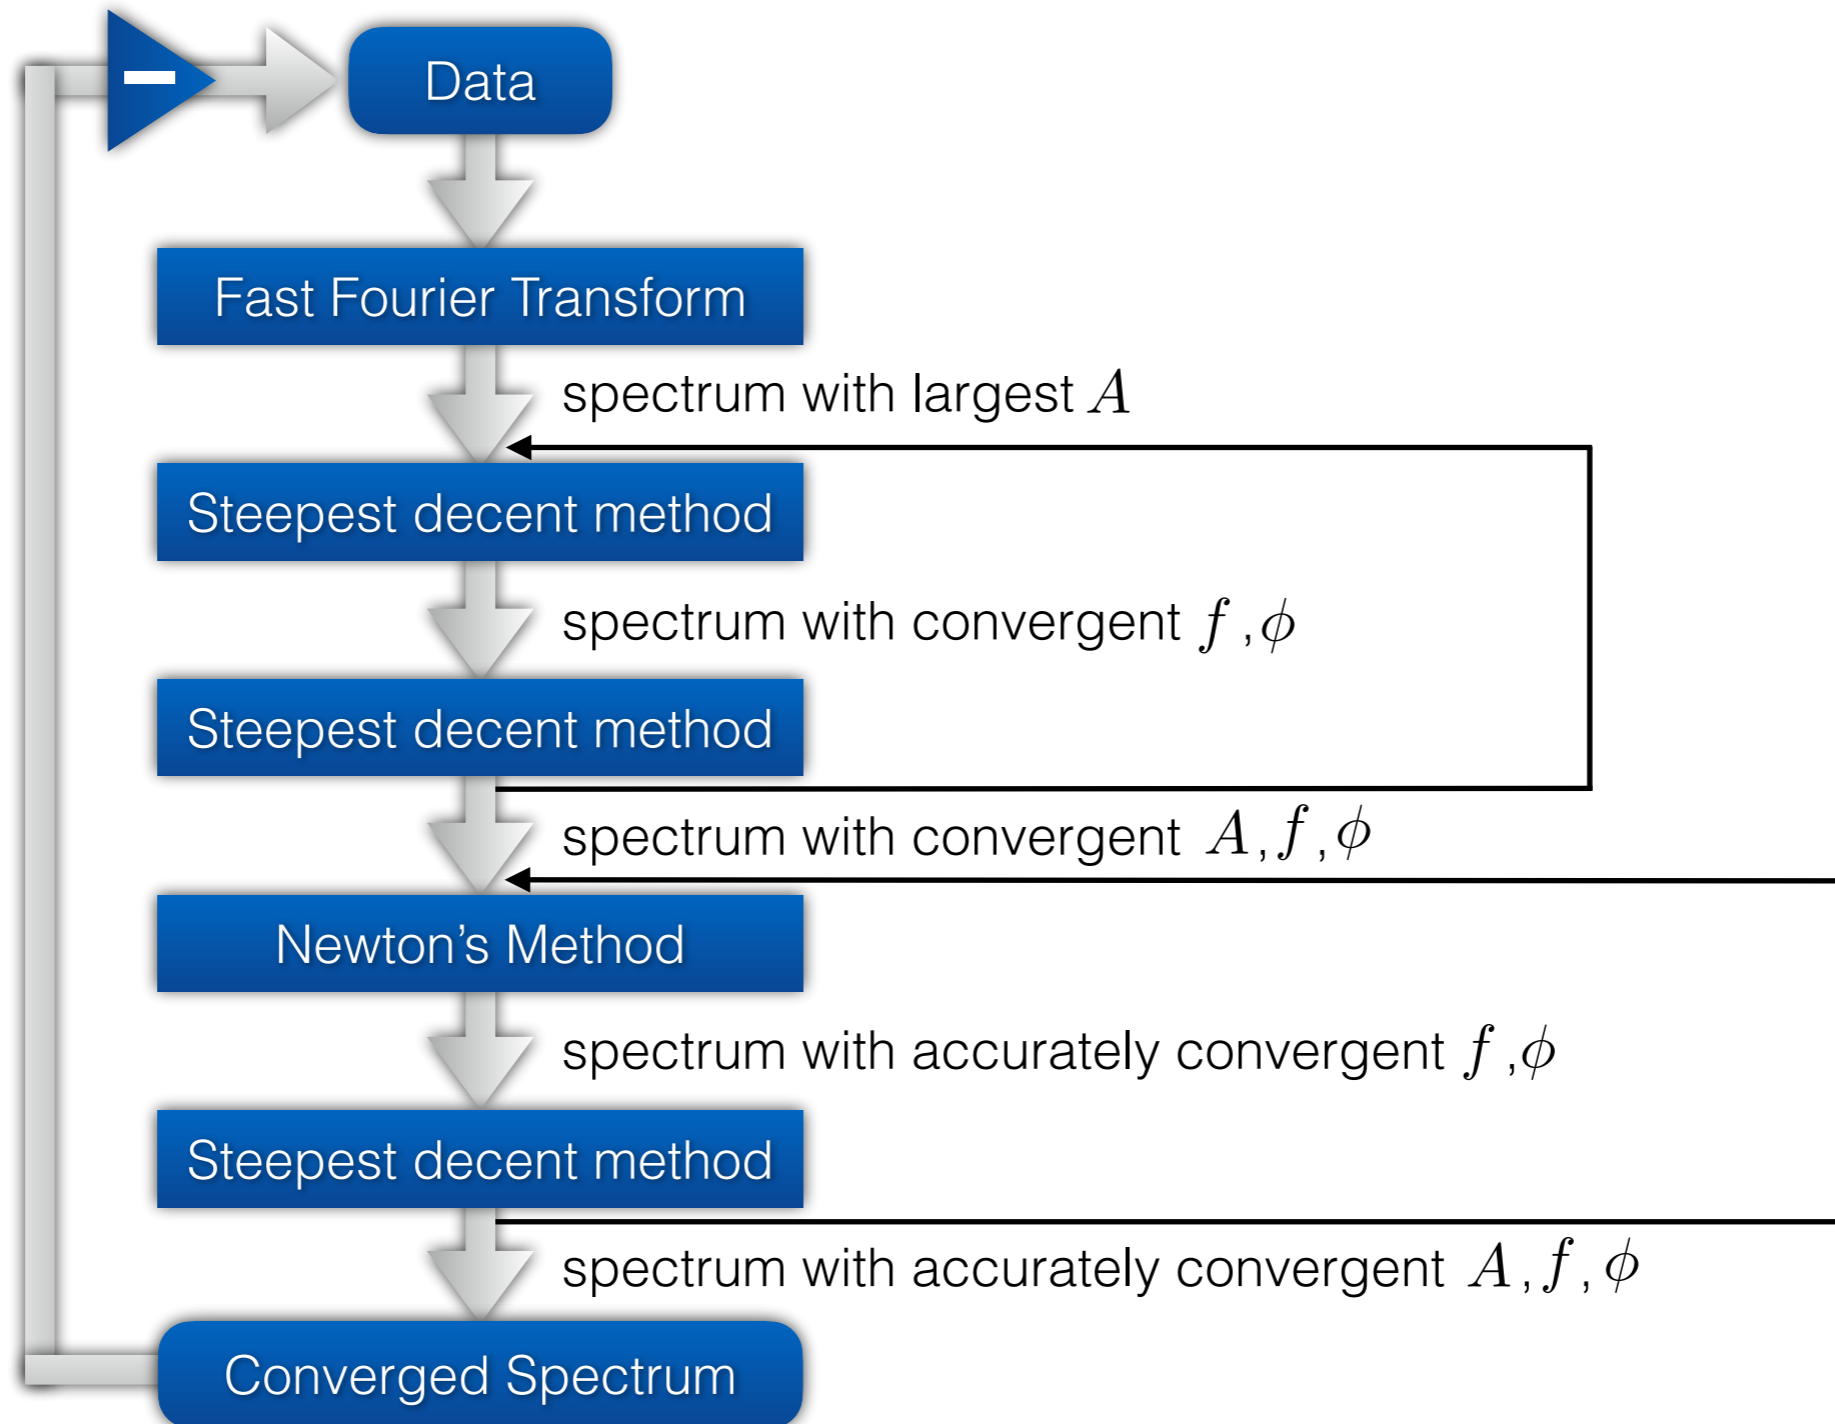 Data
Fast Fourier Transform
spectrum with largest A
Steepest decent method
spectrum with convergent f ,ϕ
Steepest decent method
spectrum with convergent A,f,ϕ
Newton’s Method
spectrum with accurately convergent f ,ϕ
Steepest decent method
spectrum with accurately convergent A,f,ϕ
Converged Spectrum